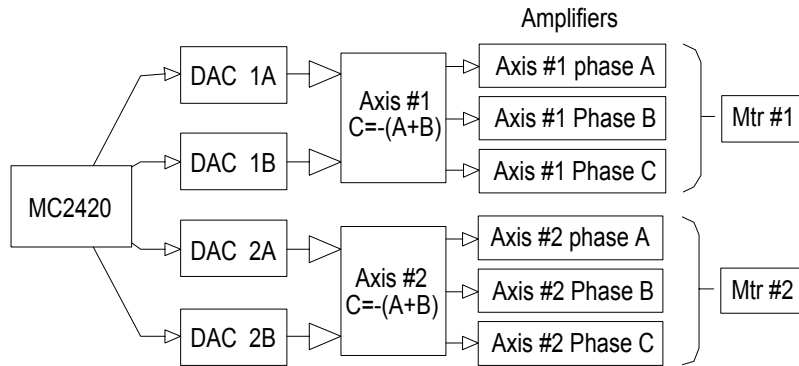 Amplifiers
DAC 1A
Axis #1
C=-(A+B)
Axis #1 phase A
Axis #1 Phase B
Axis #1 Phase C
Mtr #1
DAC 1B
MC2420
DAC 2A
Axis #2
C=-(A+B)
Axis #2 phase A
Axis #2 Phase B
Axis #2 Phase C
Mtr #2
DAC 2B